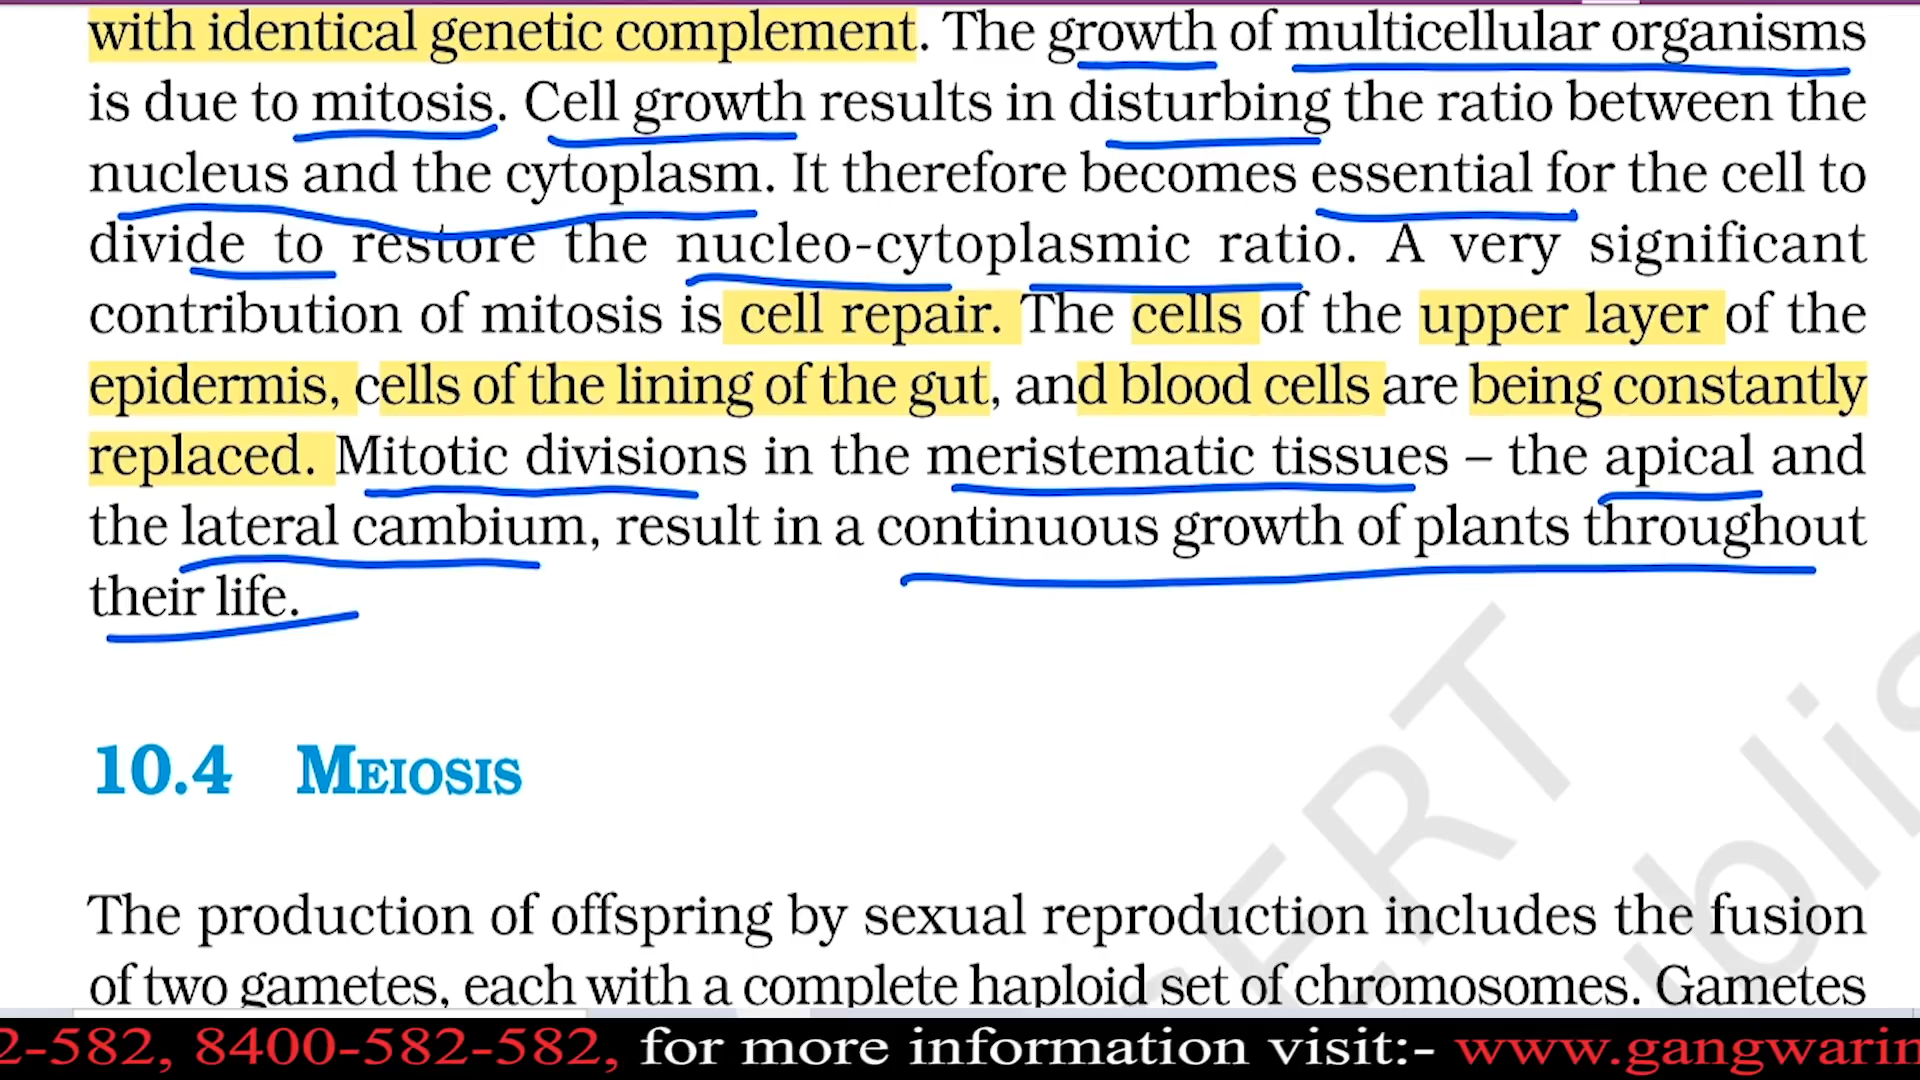 with identical genetic complement. The growth of multicellular organisms
is due to mitosis. Cell growth results in disturbing the ratio between the
nucleus and the cytoplasm. It therefore becomes essential for the cell to
divide to restore the nucleo-cytoplasmic ratio. A very significant
contribution of mitosis is cell repair. The cells of the upper layer of the
epidermis, cells of the lining of the gut, and blood cells are being constantly
replaced. Mitotic divisions in the meristematic tissues – the apical and
the lateral cambium, result in a continuous growth of plants throughout
their life.
10.4 MEIOSIS
The production of offspring by sexual reproduction includes the fusion
of two gametes, each with a complete haploid set of chromosomes. Gametes
2-582, 8400-582-582, for more information visit:- www.gangwarin